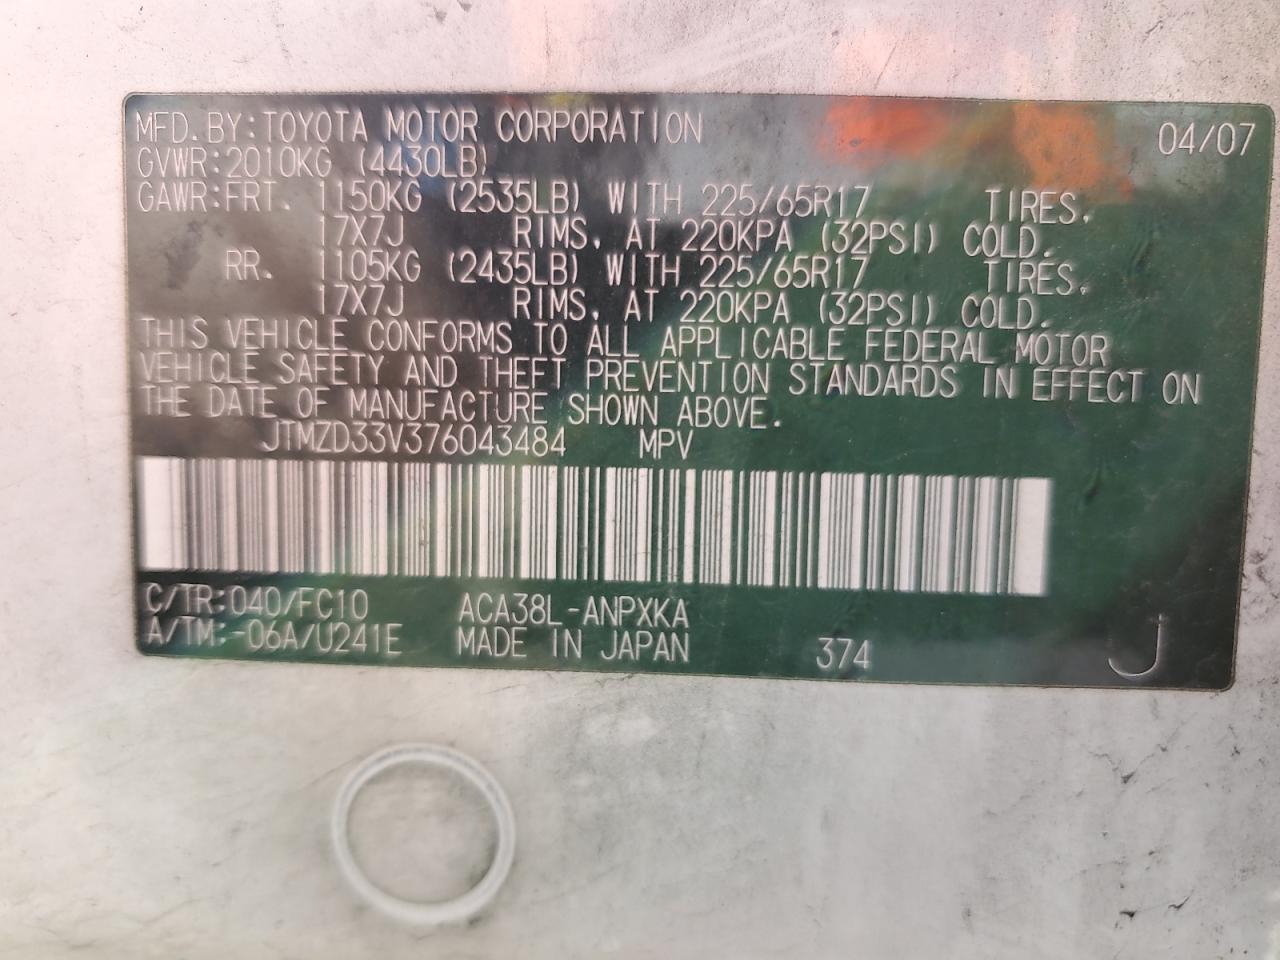 MFD.BY:TOYOTA MOTOR CORPORATION 04/07
GVWR:2010KG (4430LB)
GAWR:FRT. 1150KG (2535LB) WITH 225/65R17 TIRES,
17X7J RIMS, AT 220KPA (32PSI) COLD.
RR. 1105KG (2435LB) WITH 225/65R17 TIRES,
17X7J RIMS, AT 220KPA (32PSI) COLD.
THIS VEHICLE CONFORMS TO ALL APPLICABLE FEDERAL MOTOR
VEHICLE SAFETY AND THEFT PREVENTION STANDARDS IN EFFECT ON
THE DATE OF MANUFACTURE SHOWN ABOVE.
JTMZD33V376043484 MPV
C/TR:040/FC10 ACA38L-ANPXKA
A/TM:-06A/U241E MADE IN JAPAN 374 J